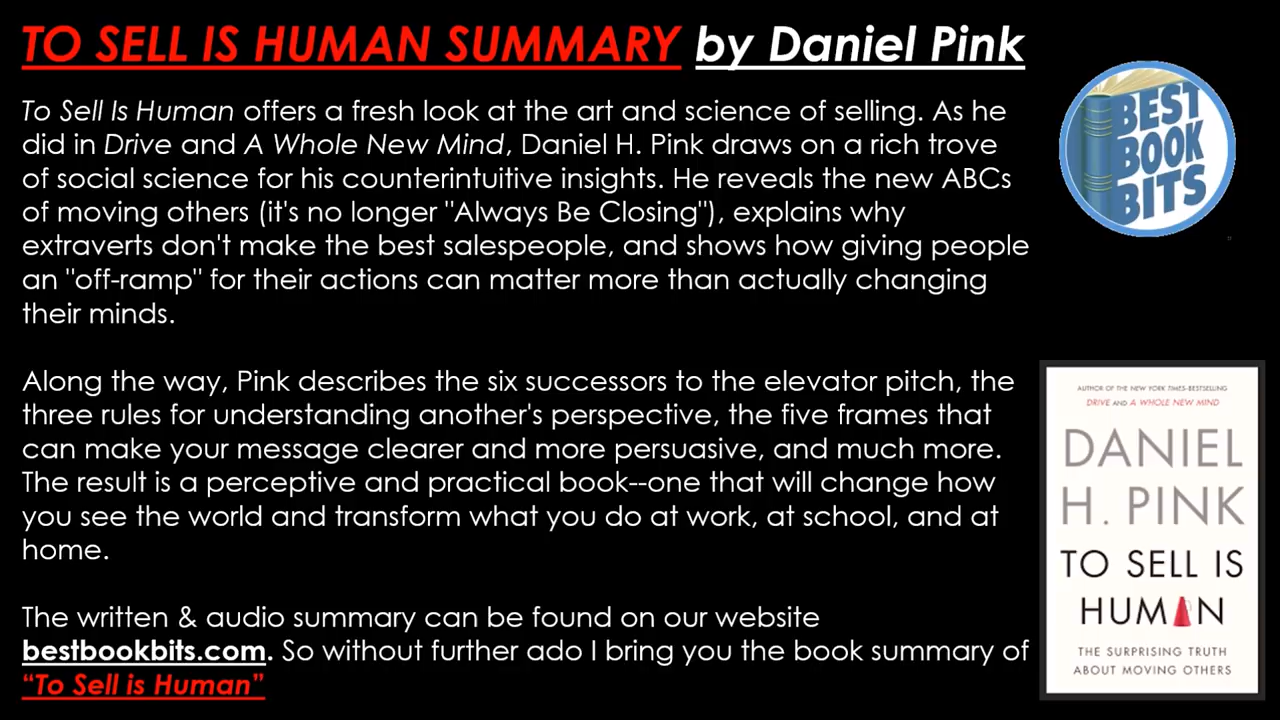 TO SELL IS HUMAN SUMMARY by Daniel Pink
To Sell Is Human offers a fresh look at the art and science of selling. As he
did in Drive and A Whole New Mind, Daniel H. Pink draws on a rich trove
of social science for his counterintuitive insights. He reveals the new ABCs
of moving others (it's no longer "Always Be Closing"), explains why
extraverts don't make the best salespeople, and shows how giving people
an "off-ramp" for their actions can matter more than actually changing
their minds.
Along the way, Pink describes the six successors to the elevator pitch, the
three rules for understanding another's perspective, the five frames that
can make your message clearer and more persuasive, and much more.
The result is a perceptive and practical book--one that will change how
you see the world and transform what you do at work, at school, and at
home.
The written & audio summary can be found on our website
bestbookbits.com. So without further ado I bring you the book summary of
“To Sell is Human”
BEST
BOOK
BITS
AUTHOR OF THE NEW YORK TIMES-BESTSELLING
DRIVE AND A WHOLE NEW MIND
DANIEL
H. PINK
TO SELL IS
HUMAN
THE SURPRISING TRUTH
ABOUT MOVING OTHERS